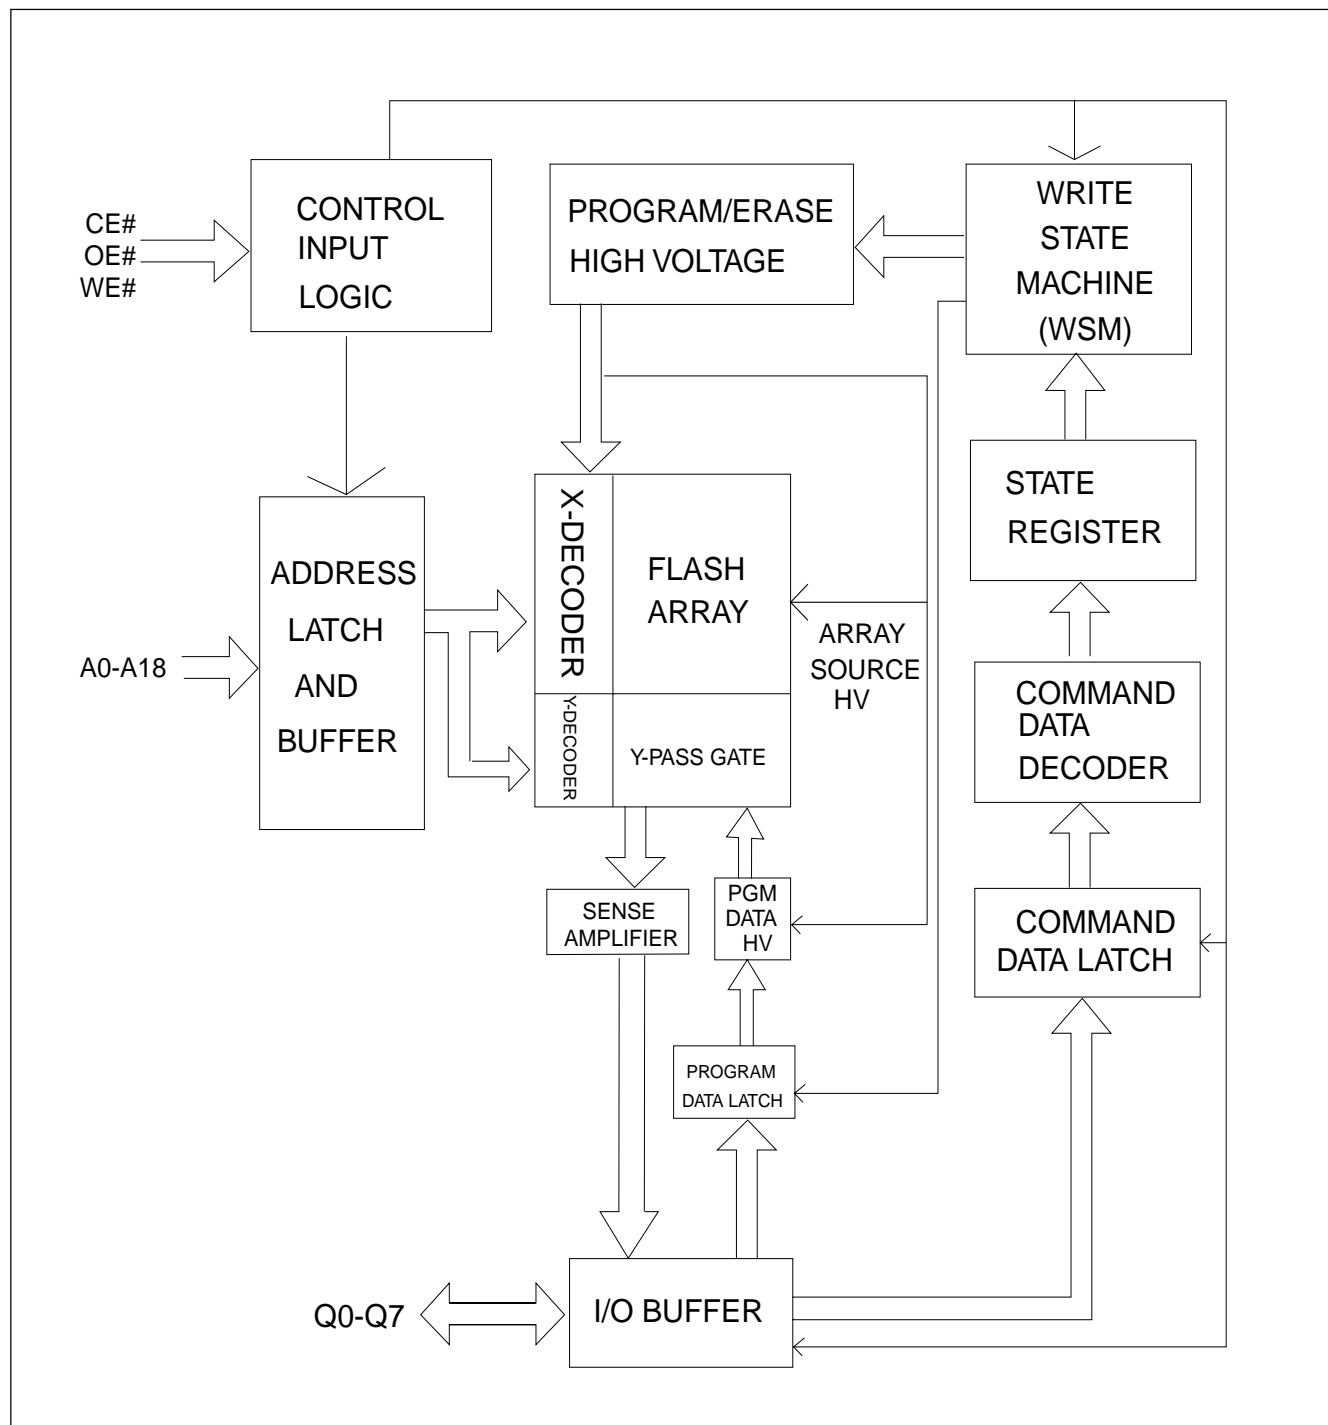 CE#
OE#
WE#
CONTROL
INPUT
LOGIC
PROGRAM/ERASE
HIGH VOLTAGE
WRITE
STATE
MACHINE
(WSM)
STATE
REGISTER
A0-A18
ADDRESS
LATCH
AND
BUFFER
X-DECODER
FLASH
ARRAY
Y-DECODER
Y-PASS GATE
ARRAY
SOURCE
HV
COMMAND
DATA
DECODER
SENSE
AMPLIFIER
PGM
DATA
HV
COMMAND
DATA LATCH
PROGRAM
DATA LATCH
Q0-Q7
I/O BUFFER